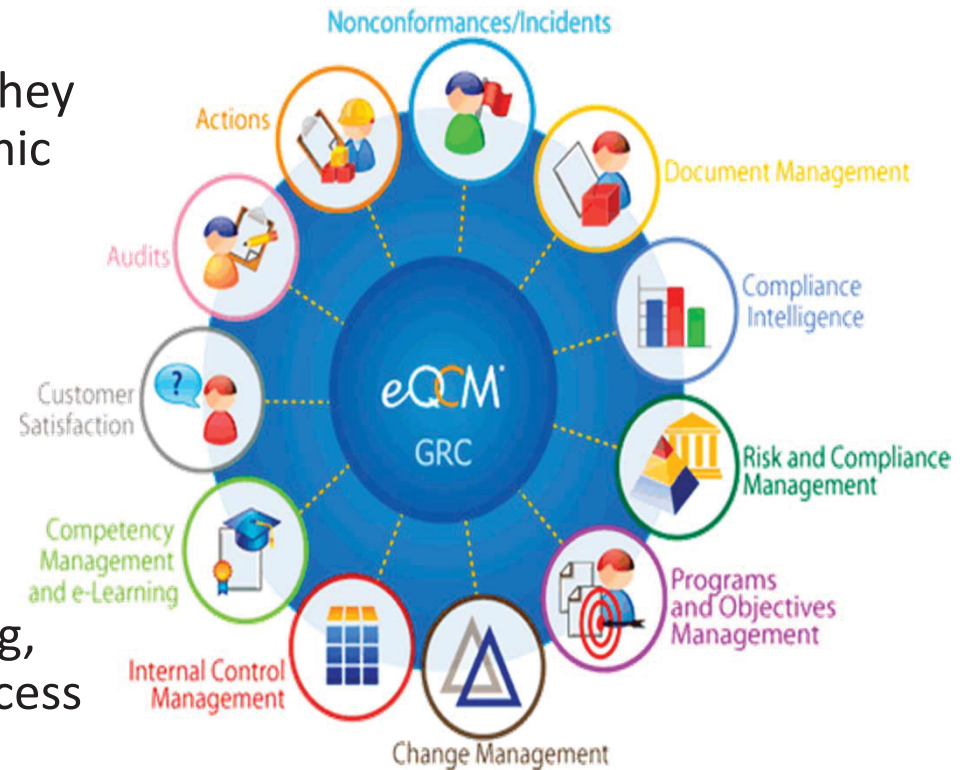 Nonconformances/Incidents
hey
nic
Actions
Document Management
Audits
Compliance
Intelligence
Customer
Satisfaction
eQCM
GRC
Risk and Compliance
Management
Competency
Management
and e-Learning
Programs
and Objectives
Management
g,
cess
Internal Control
Management
Change Management
?